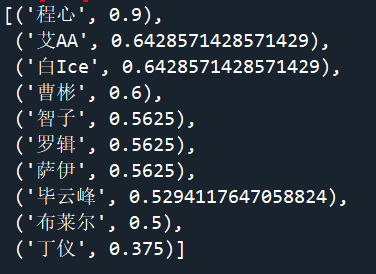 [('程心', 0.9),
('艾AA', 0.6428571428571429),
('白Ice', 0.6428571428571429),
('曹彬', 0.6),
('智子', 0.5625),
('罗辑', 0.5625),
('萨伊', 0.5625),
('毕云峰', 0.5294117647058824),
('布莱尔', 0.5),
('丁仪', 0.375)]